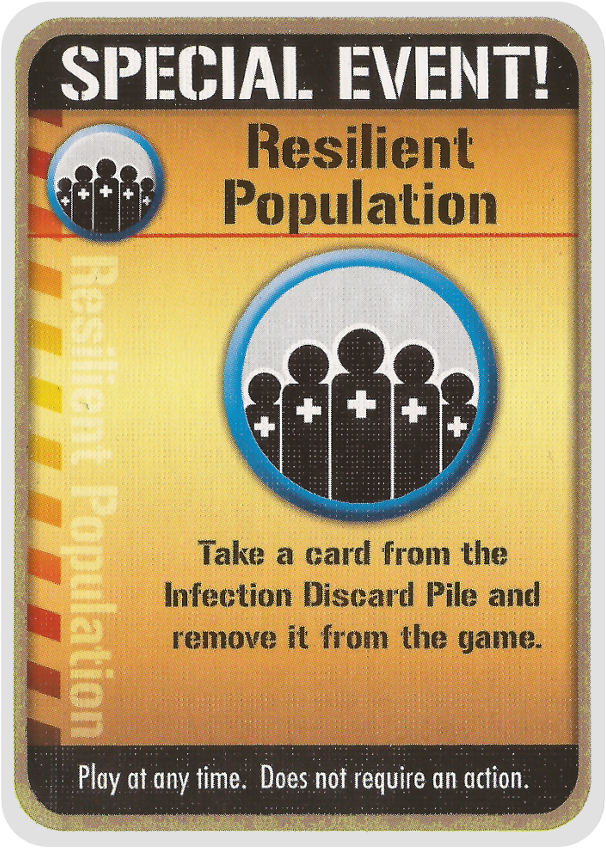 SPECIAL EVENT!
Resilient
Population
Resilient Population
Take a card from the
Infection Discard Pile and
remove it from the game.
Play at any time. Does not require an action.